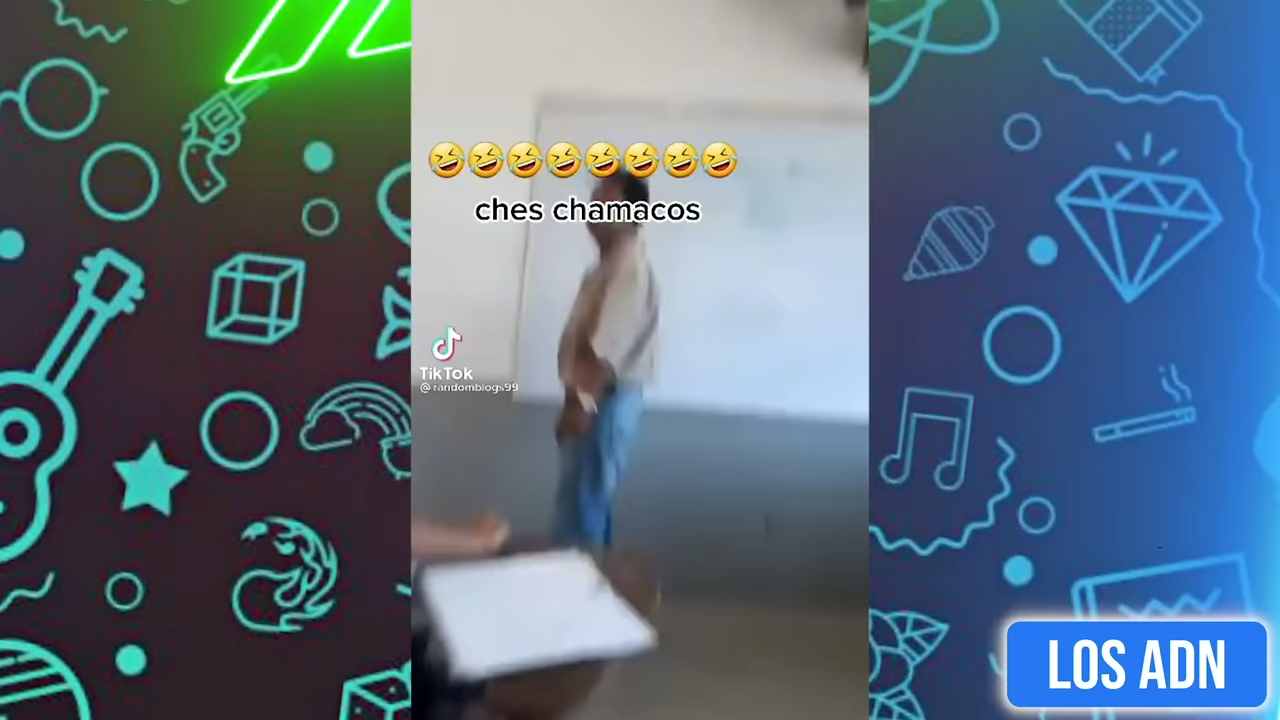 🤣🤣🤣🤣🤣🤣🤣🤣
ches chamacos
TikTok
@randomblogs99
LOS ADN